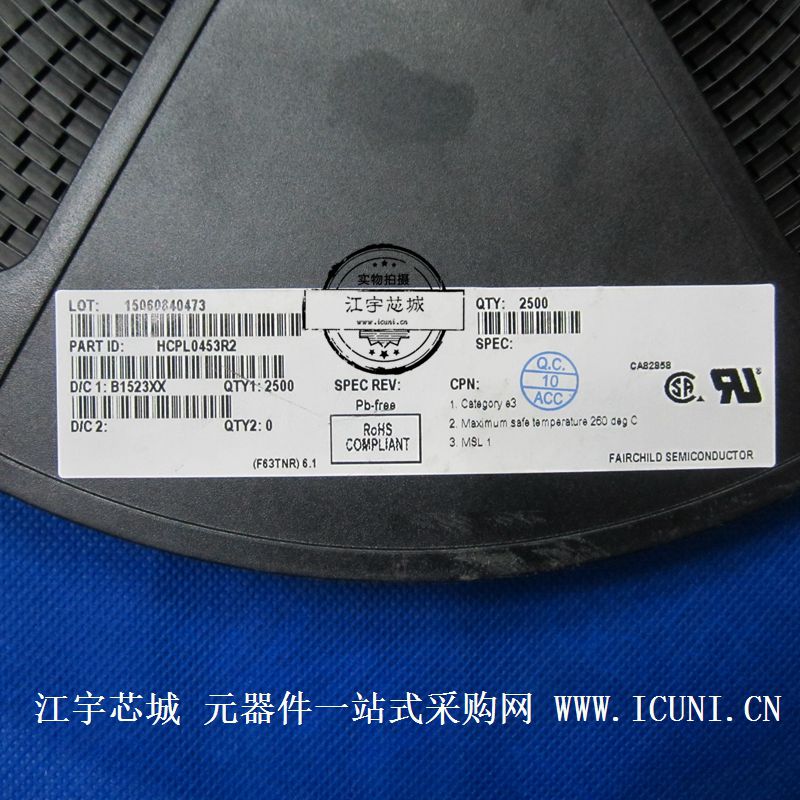 实物拍摄
江宇芯城
www.icuni.cn
LOT: 15060840473
QTY: 2500
PART ID: HCPL0453R2
SPEC:
D/C 1: B1523XX QTY1: 2500
SPEC REV:
CPN:
Q.C.
10
ACC
CA82958
D/C 2: QTY2: 0
Pb-free
RoHS
COMPLIANT
1. Category e3
2. Maximum safe temperature 260 deg C
3. MSL 1
(F63TNR) 6.1
FAIRCHILD SEMICONDUCTOR
江宇芯城 元器件一站式采购网 WWW.ICUNI.CN